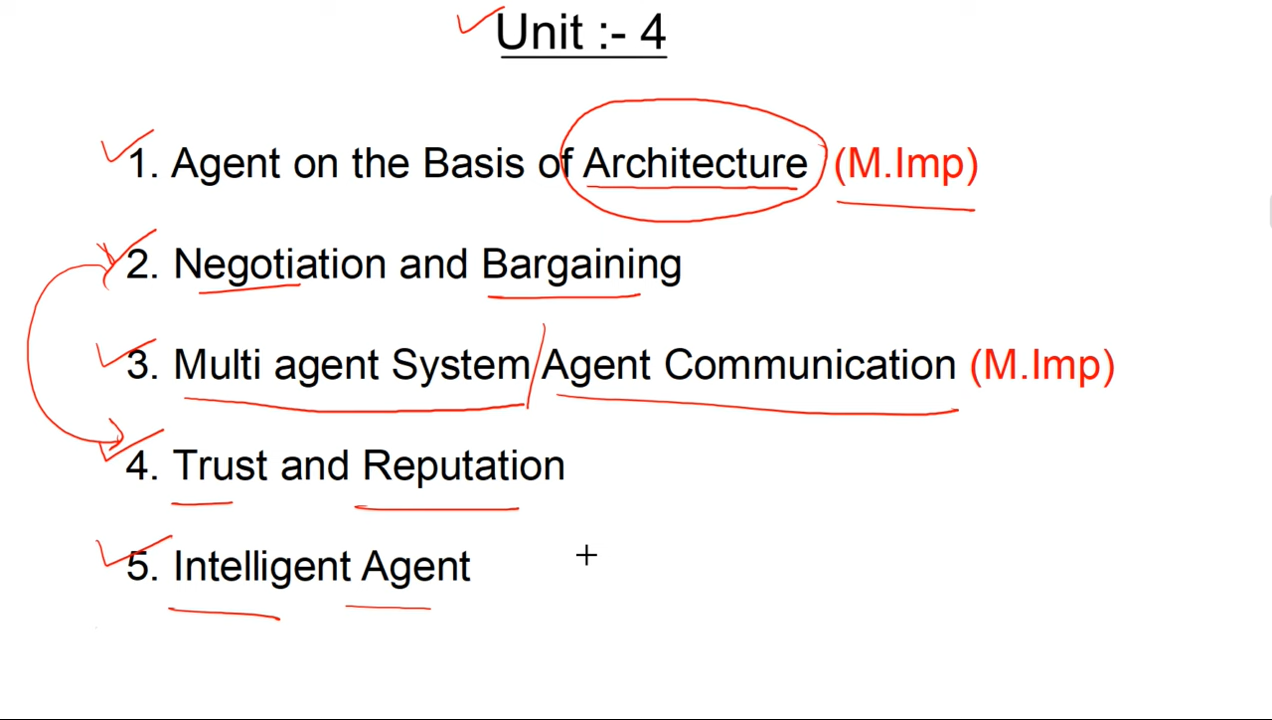 Unit :- 4
1. Agent on the Basis of Architecture (M.Imp)
2. Negotiation and Bargaining
3. Multi agent System/Agent Communication (M.Imp)
4. Trust and Reputation
5. Intelligent Agent